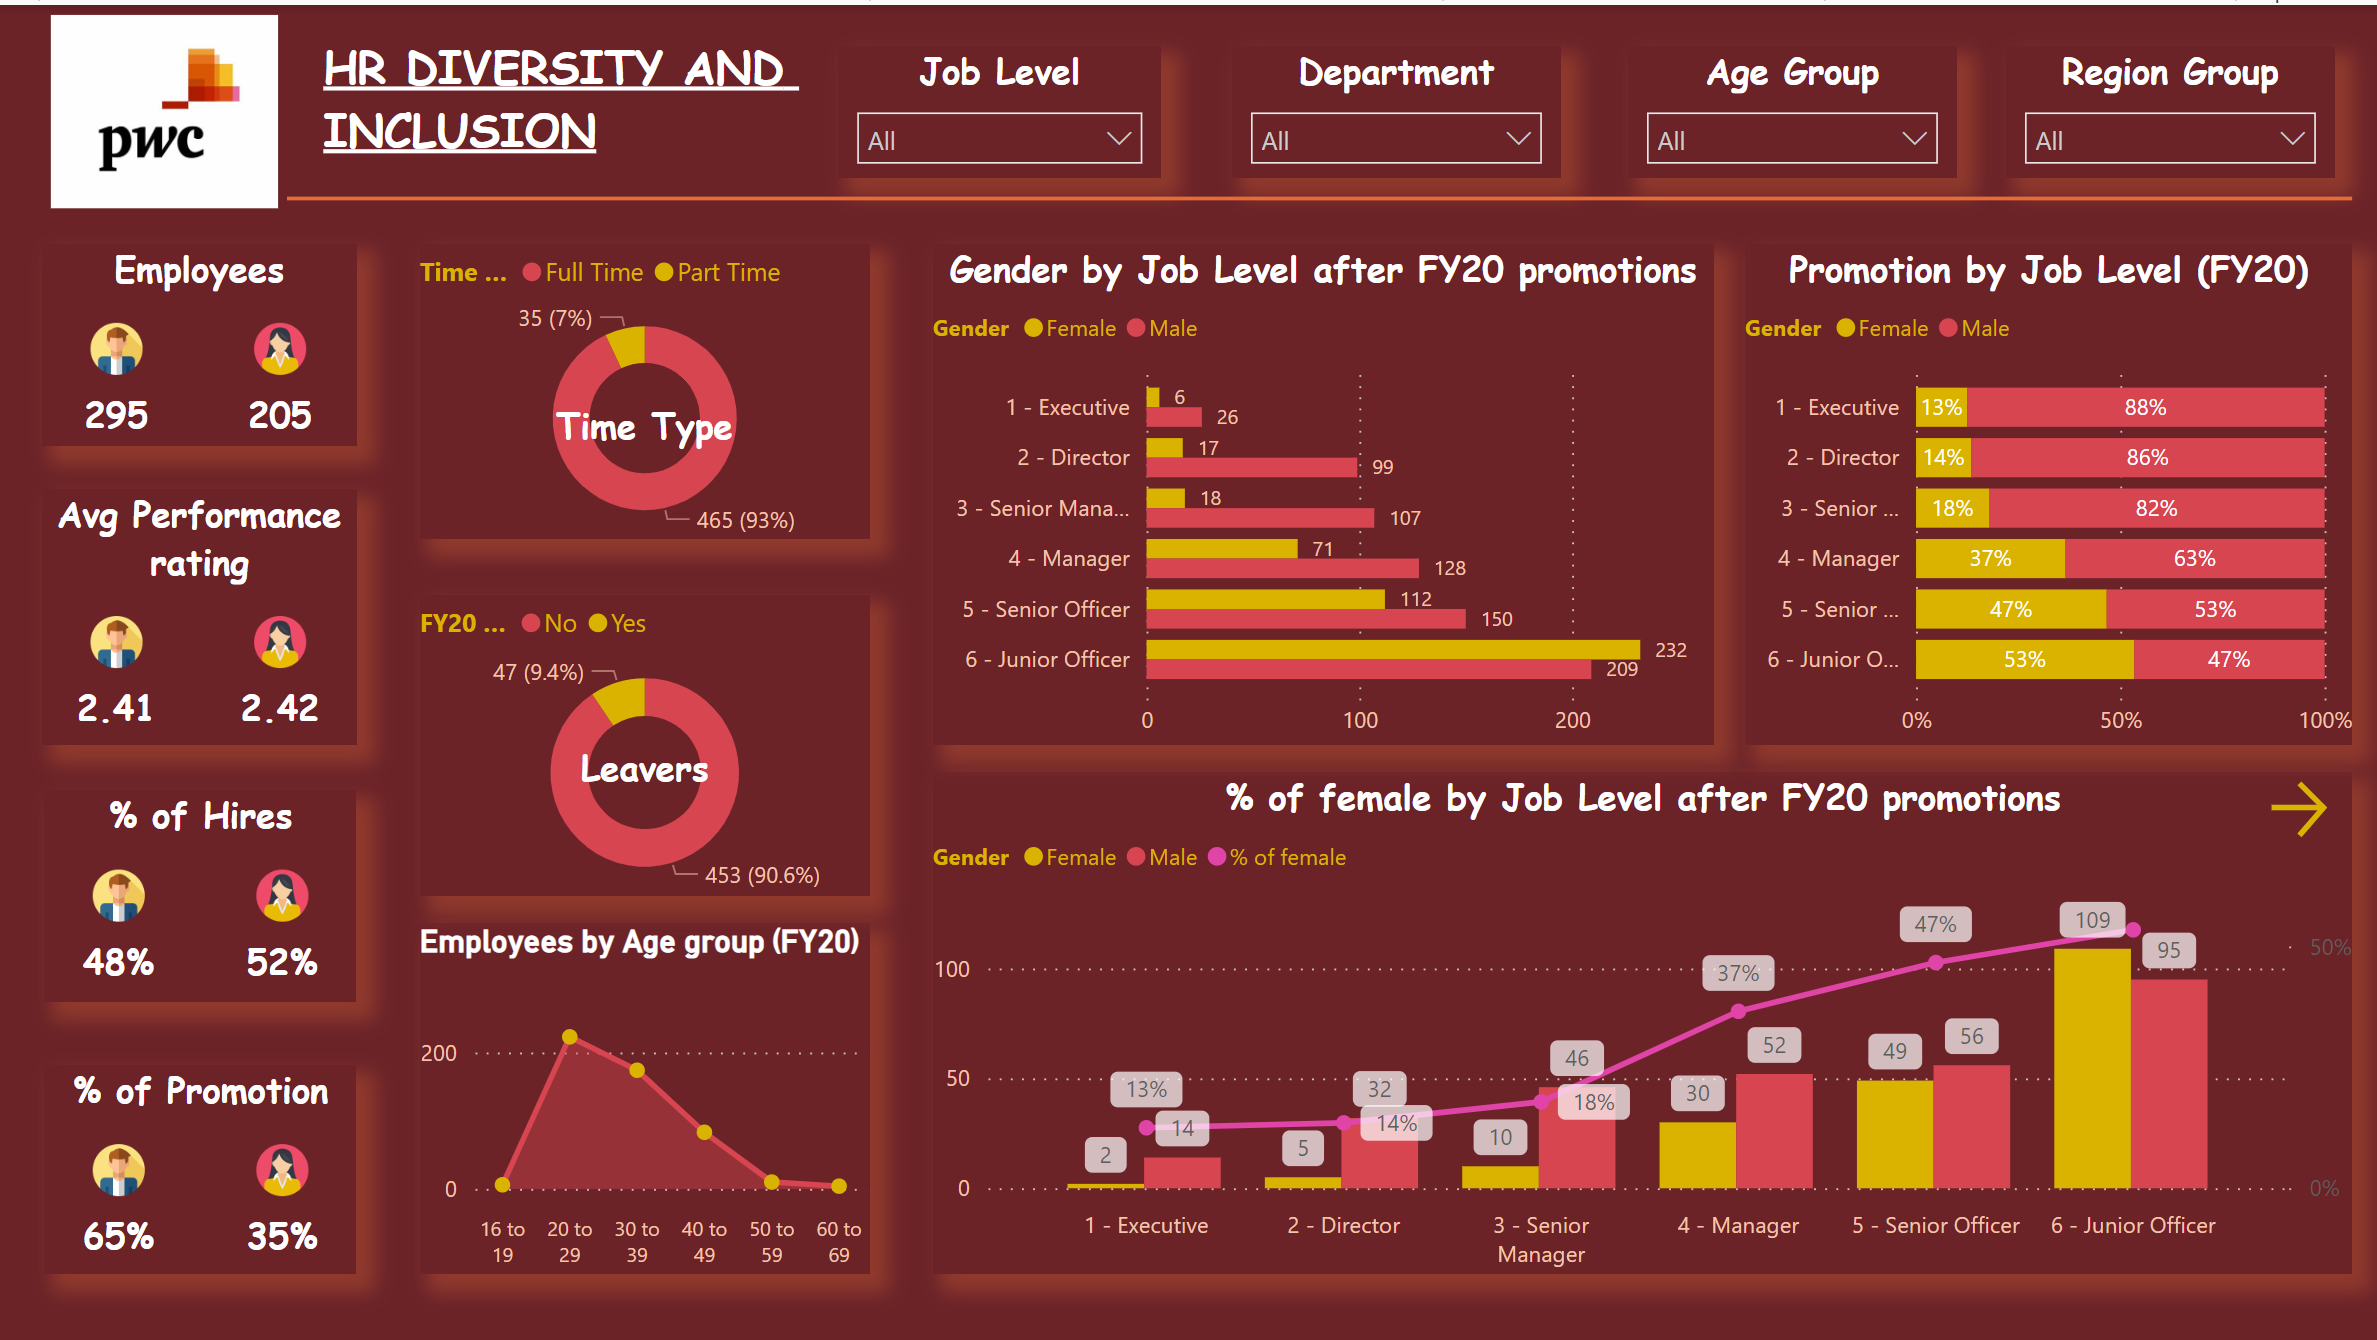 pwc
HR DIVERSITY AND
INCLUSION
Job Level
All
Department
All
Age Group
All
Region Group
All
Employees
295
205
Avg Performance
rating
2.41
2.42
% of Hires
48%
52%
% of Promotion
65%
35%
Time ... Full Time Part Time
35 (7%)
Time Type
465 (93%)
FY20 ... No Yes
47 (9.4%)
Leavers
453 (90.6%)
Employees by Age group (FY20)
200
0
16 to
19
20 to
29
30 to
39
40 to
49
50 to
59
60 to
69
Gender by Job Level after FY20 promotions
Gender Female Male
1 - Executive 6
26
2 - Director 17
99
3 - Senior Mana... 18
107
4 - Manager 71
128
5 - Senior Officer 112
150
6 - Junior Officer 232
209
0 100 200
Promotion by Job Level (FY20)
Gender Female Male
1 - Executive 13% 88%
2 - Director 14% 86%
3 - Senior ... 18% 82%
4 - Manager 37% 63%
5 - Senior ... 47% 53%
6 - Junior O... 53% 47%
0% 50% 100%
% of female by Job Level after FY20 promotions
Gender Female Male % of female
100
50
0
50%
0%
13%
2
14
32
5
14%
46
10
18%
37%
30
52
47%
49
56
109
95
1 - Executive
2 - Director
3 - Senior
Manager
4 - Manager
5 - Senior Officer
6 - Junior Officer